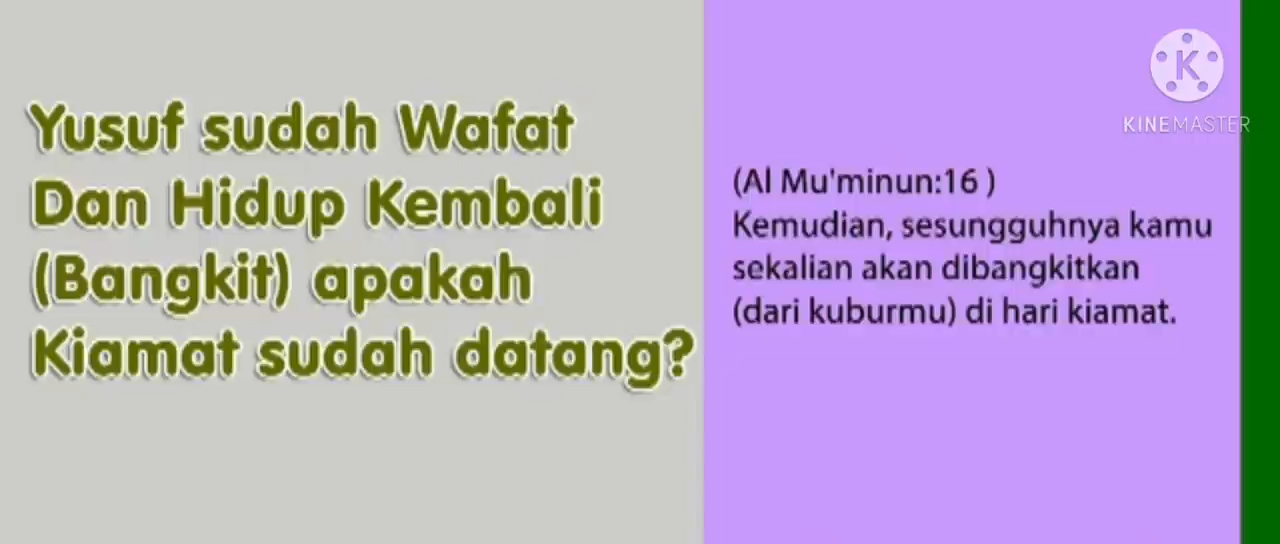 Yusuf sudah Wafat
Dan Hidup Kembali
(Bangkit) apakah
Kiamat sudah datang?
(Al Mu'minun:16 )
Kemudian, sesungguhnya kamu
sekalian akan dibangkitkan
(dari kuburmu) di hari kiamat.
K
KINEMASTER